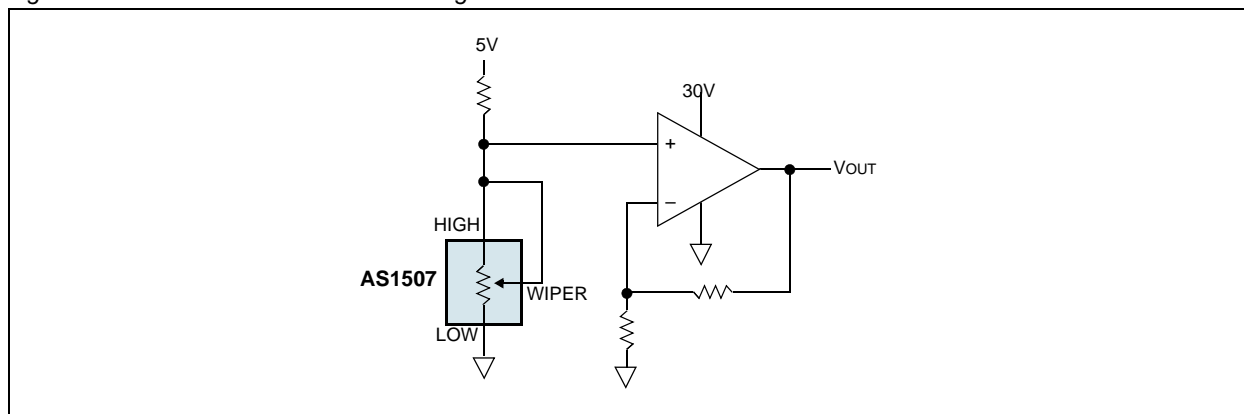 5V
30V
+
–
VOUT
HIGH
AS1507
WIPER
LOW